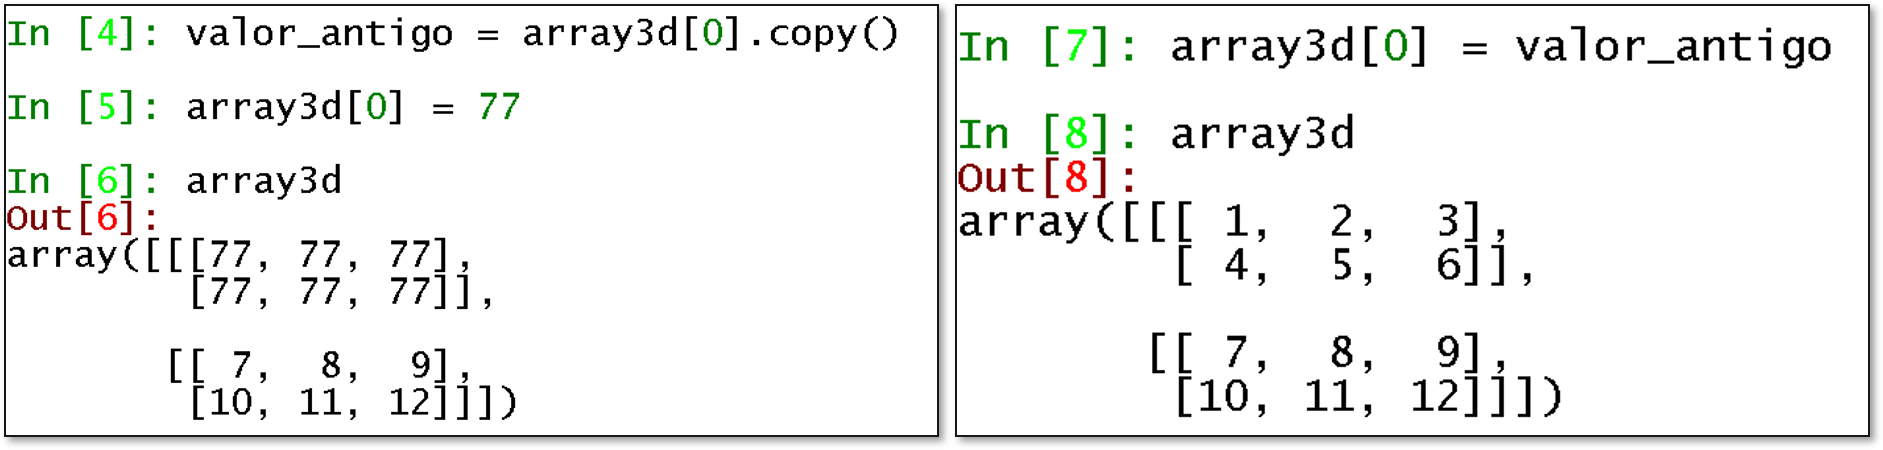 In [4]: valor_antigo = array3d[0].copy()
In [5]: array3d[0] = 77
In [6]: array3d
Out[6]:
array([[[77, 77, 77],
[77, 77, 77]],
[[ 7, 8, 9],
[10, 11, 12]]])
In [7]: array3d[0] = valor_antigo
In [8]: array3d
Out[8]:
array([[[ 1, 2, 3],
[ 4, 5, 6]],
[[ 7, 8, 9],
[10, 11, 12]]])